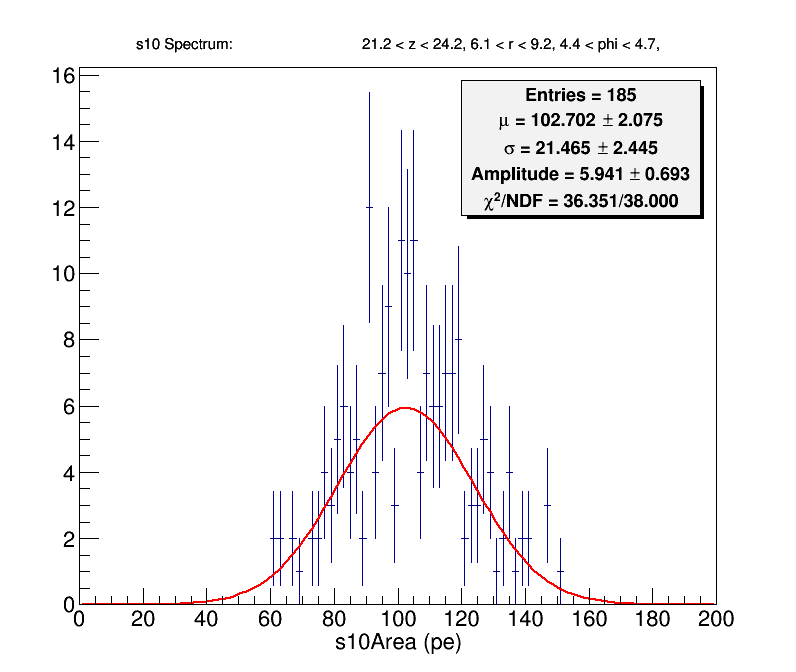 s10 Spectrum: 21.2 < z < 24.2, 6.1 < r < 9.2, 4.4 < phi < 4.7,
Entries = 185
μ = 102.702 ± 2.075
σ = 21.465 ± 2.445
Amplitude = 5.941 ± 0.693
χ²/NDF = 36.351/38.000
16
14
12
10
8
6
4
2
0
0 20 40 60 80 100 120 140 160 180 200
s10Area (pe)